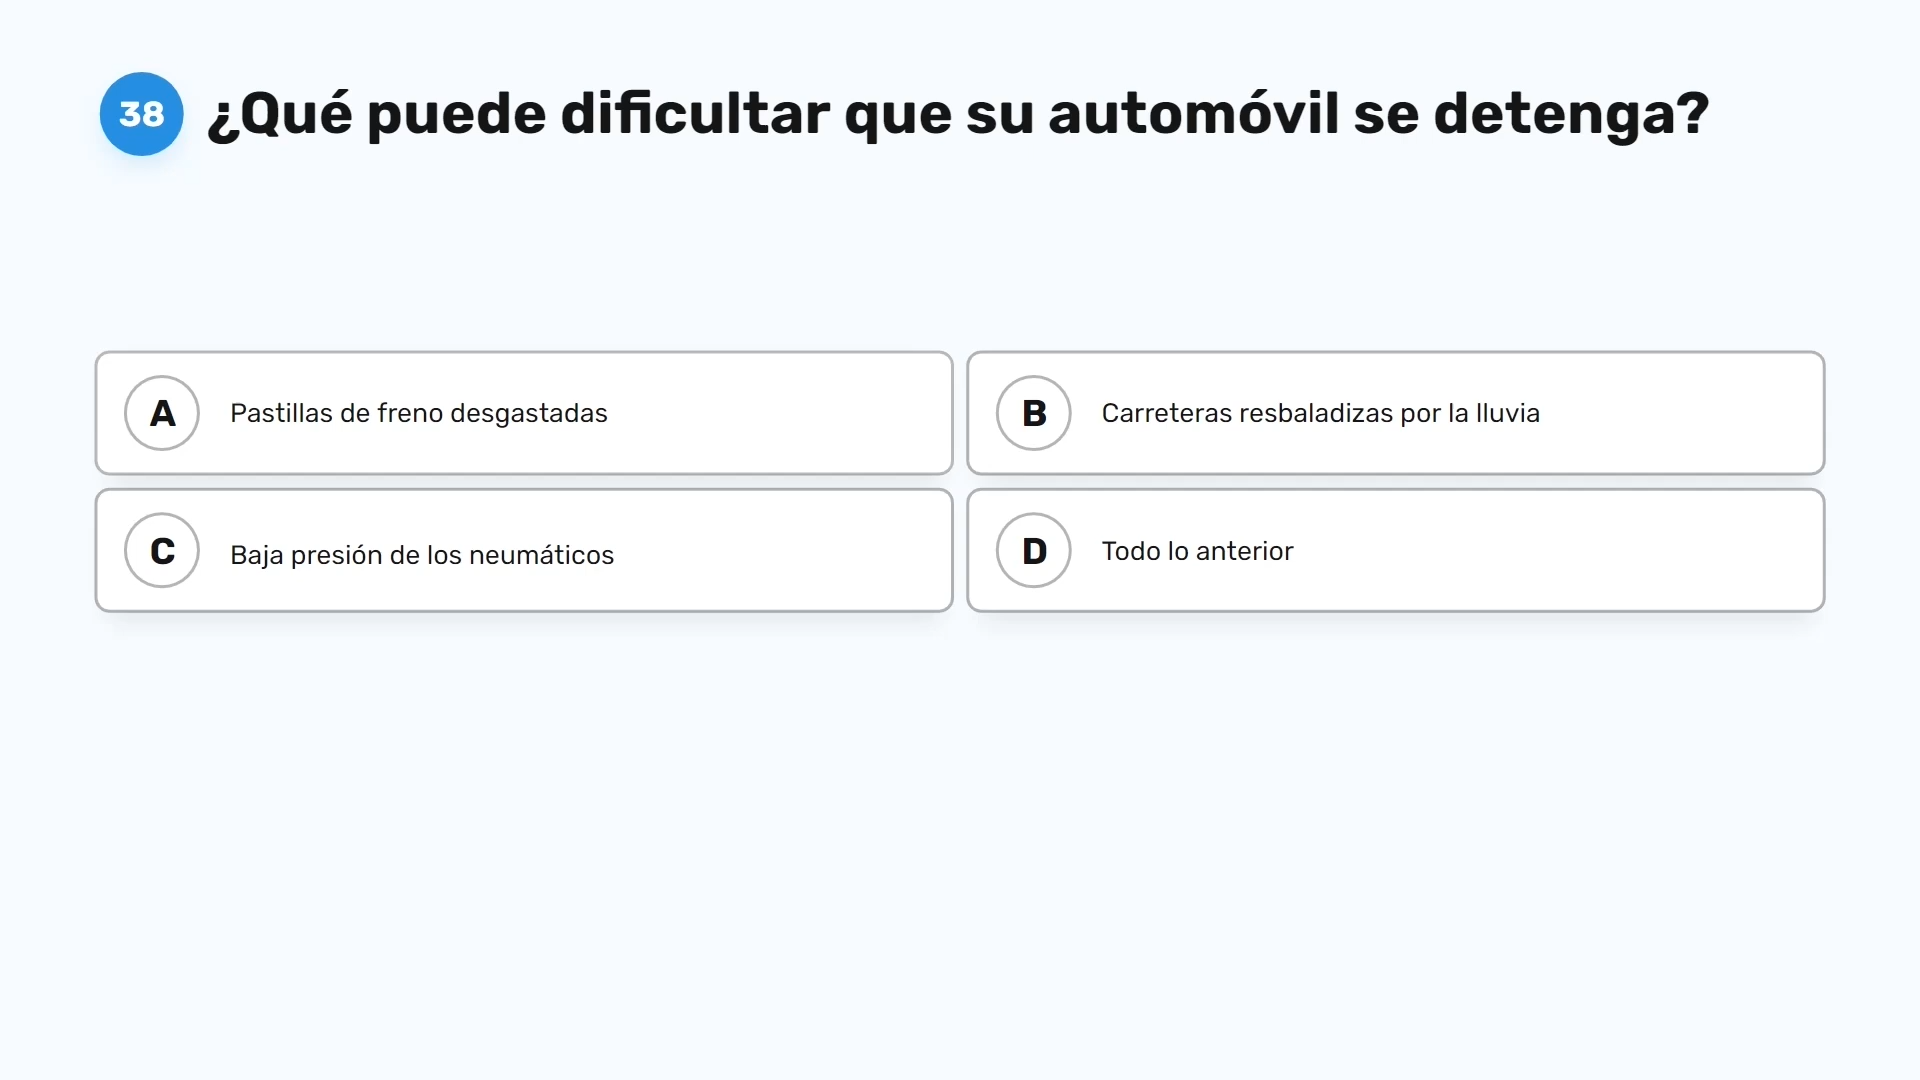 38 ¿Qué puede dificultar que su automóvil se detenga?
A Pastillas de freno desgastadas
B Carreteras resbaladizas por la lluvia
C Baja presión de los neumáticos
D Todo lo anterior